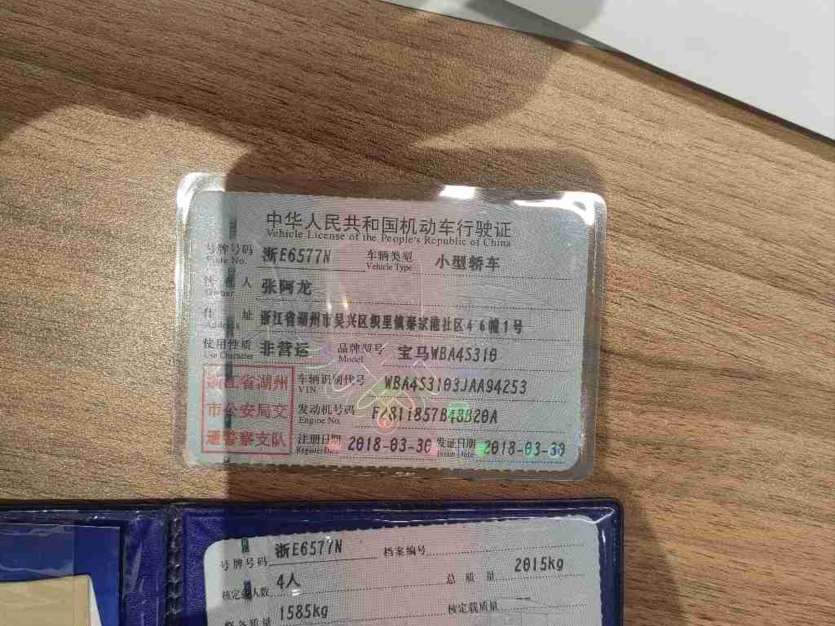 中华人民共和国机动车行驶证
Vehicle License of the People's Republic of China
号牌号码 浙E6577N 车辆类型 小型轿车
Plate No. Vehicle Type
人 张阿龙
Owner
住 址 浙江省湖州市吴兴区织里镇秦家港社区46幢1号
Address
使用性质 非营运 品牌型号 宝马WBA4S310
Use Character Model
浙江省湖州 车辆识别代号 WBA4S3103JAA94253
VIN
市公安局交 发动机号码
Engine No.
通警察支队 注册日期 2018-03-30 发证日期 2018-03-30
Register Date Issue Date
号牌号码 浙E6577N 档案编号
核定载人数 4人 总 质 量 2015kg
整备质量 1585kg 核定载质量 --